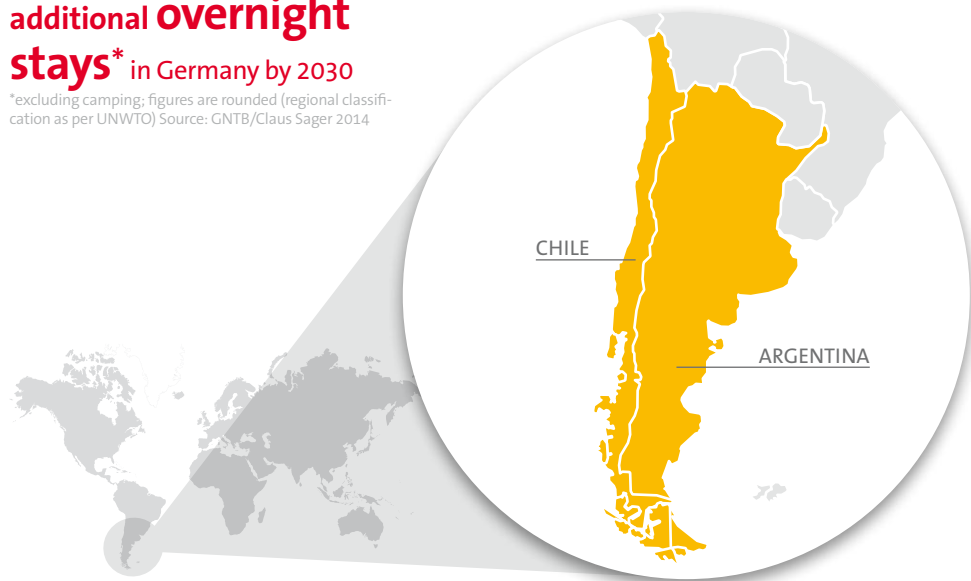 additional overnight
stays* in Germany by 2030
*excluding camping; figures are rounded (regional classifi-
cation as per UNWTO) Source: GNTB/Claus Sager 2014
CHILE
ARGENTINA